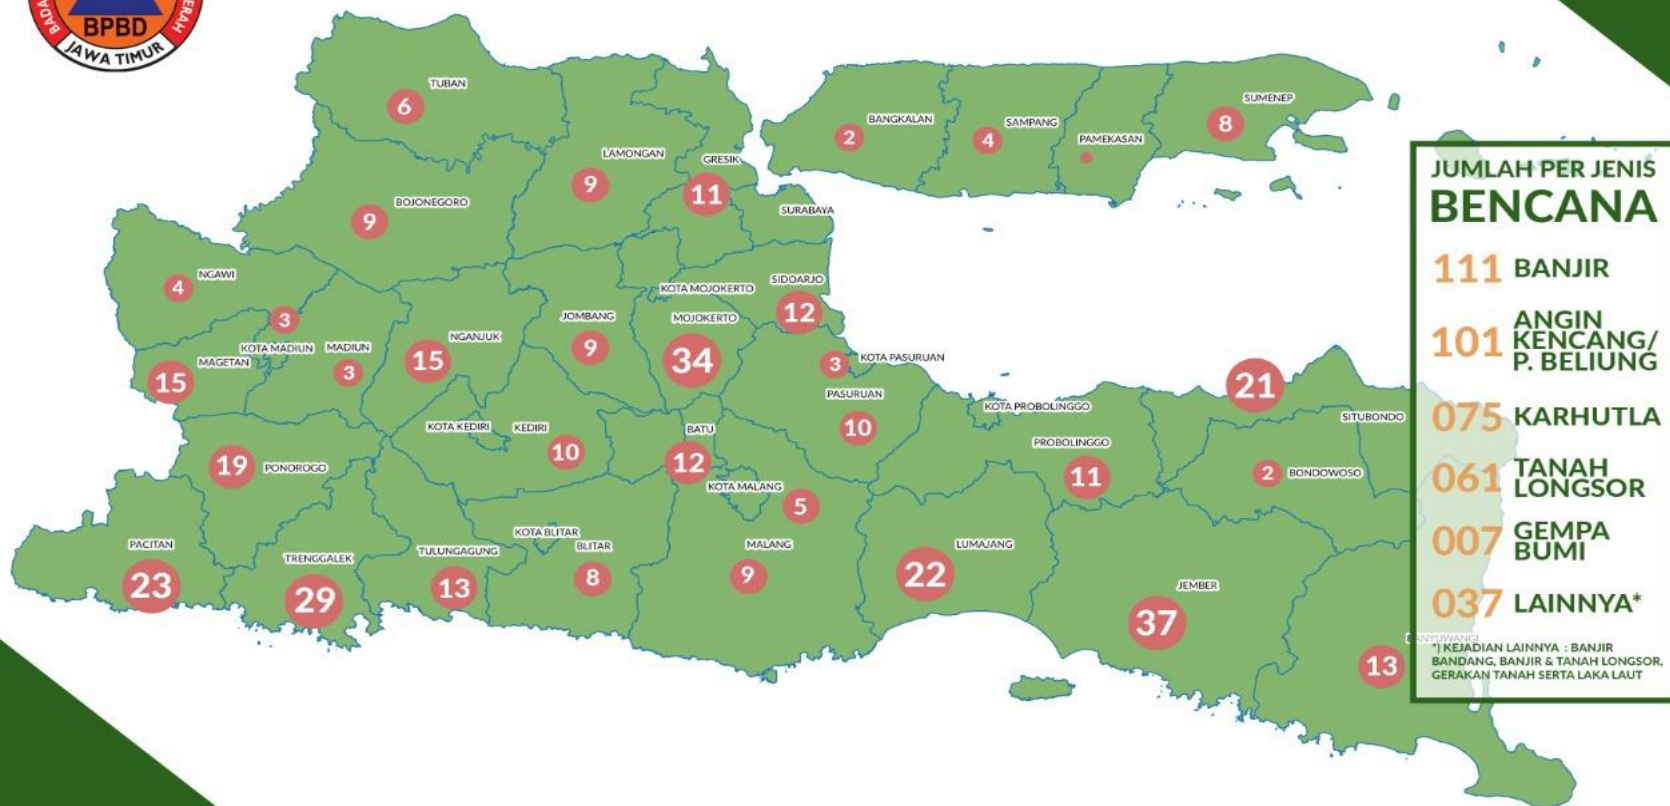 BADA
ERAH
BPBD
JAWA TIMUR
TUBAN
6
BANGKALAN
2
SAMPANG
4
PAMEKASAN
SUMENEP
8
LAMONGAN
9
GRESIK
11
BOJONEGORO
9
SURABAYA
NGAWI
4
3
KOTA MADIUN
MADIUN
3
MAGETAN
15
NGANJUK
15
JOMBANG
9
KOTA MOJOKERTO
MOJOKERTO
34
SIDOARJO
12
3
KOTA PASURUAN
PASURUAN
10
KOTA PROBOLINGGO
PROBOLINGGO
11
21
SITUBONDO
2
BONDOWOSO
19
PONOROGO
KOTA KEDIRI
KEDIRI
10
BATU
12
KOTA MALANG
5
PACITAN
23
TRENGGALEK
29
TULUNGAGUNG
13
KOTA BLITAR
BLITAR
8
MALANG
9
LUMAJANG
22
JEMBER
37
BANYUWANGI
13
JUMLAH PER JENIS
BENCANA
111 BANJIR
101 ANGIN
KENCANG/
P. BELIUNG
075 KARHUTLA
061 TANAH
LONGSOR
007 GEMPA
BUMI
037 LAINNYA*
*) KEJADIAN LAINNYA : BANJIR
BANDANG, BANJIR & TANAH LONGSOR,
GERAKAN TANAH SERTA LAKA LAUT